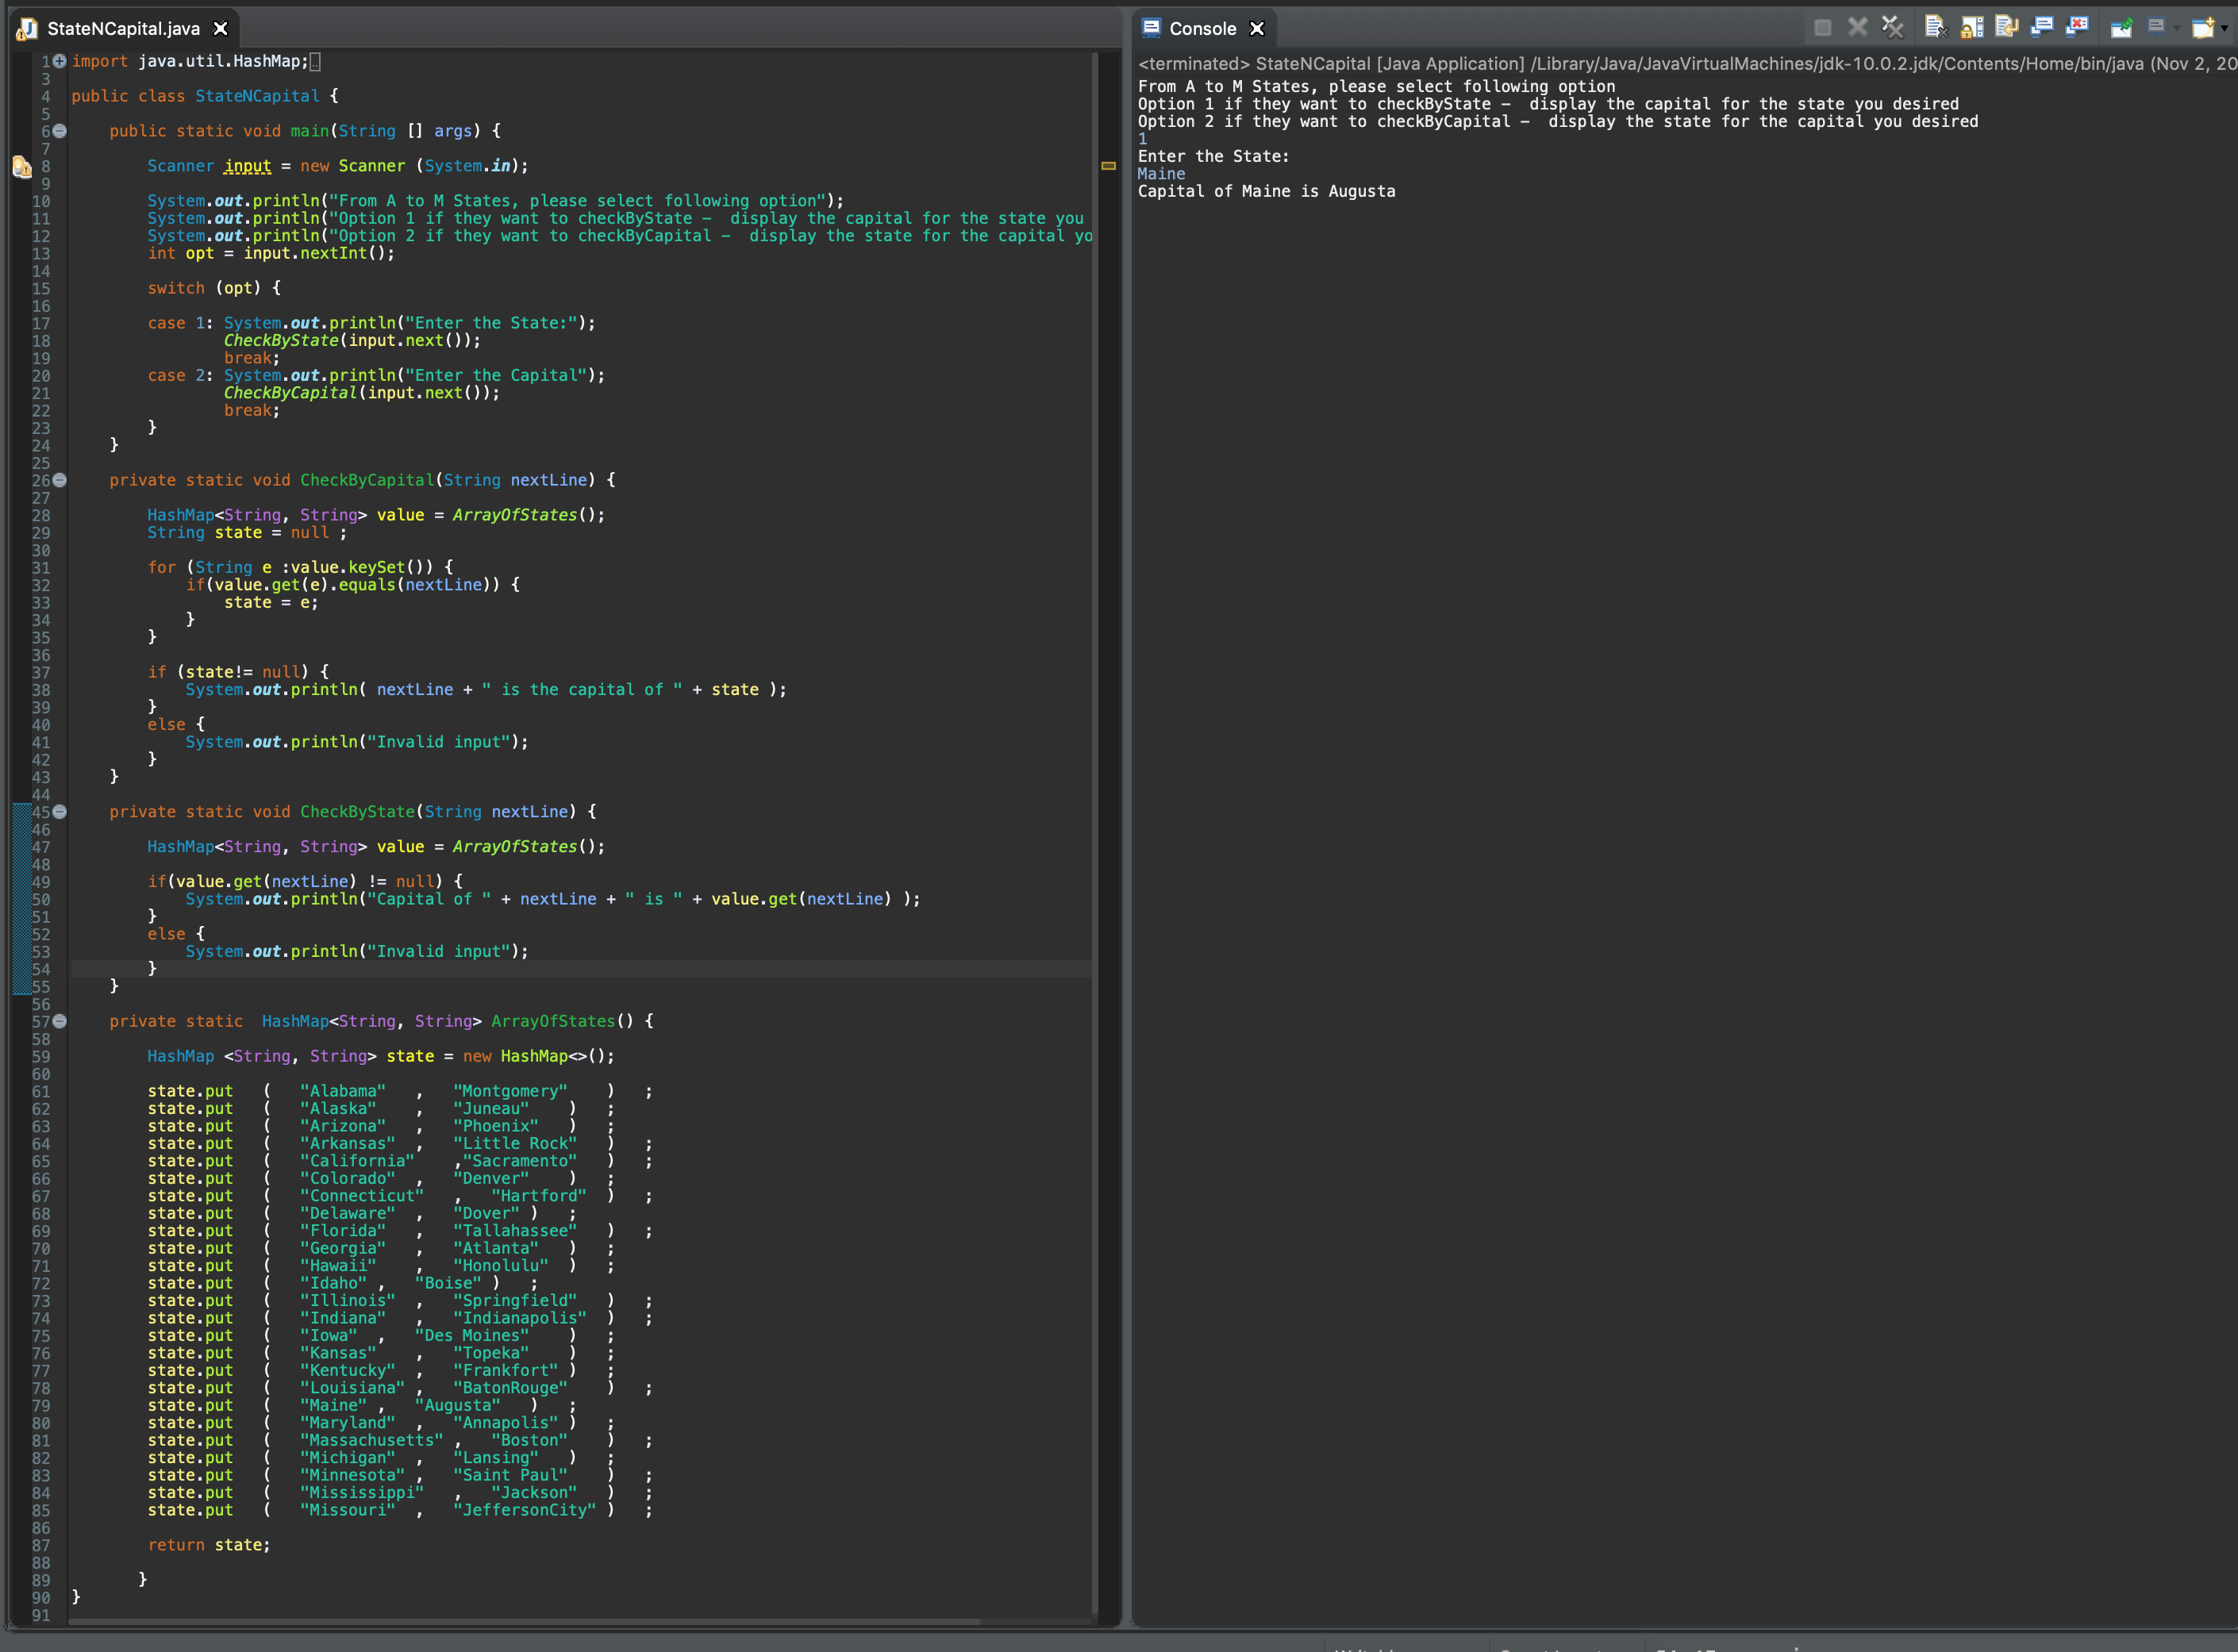 StateNCapital.java
1 import java.util.HashMap;
3
4 public class StateNCapital {
5
6 public static void main(String [] args) {
7
8 Scanner input = new Scanner (System.in);
9
10 System.out.println("From A to M States, please select following option");
11 System.out.println("Option 1 if they want to checkByState – display the capital for the state you
12 System.out.println("Option 2 if they want to checkByCapital – display the state for the capital yo
13 int opt = input.nextInt();
14
15 switch (opt) {
16
17 case 1: System.out.println("Enter the State:");
18 CheckByState(input.next());
19 break;
20 case 2: System.out.println("Enter the Capital");
21 CheckByCapital(input.next());
22 break;
23 }
24 }
25
26 private static void CheckByCapital(String nextLine) {
27
28 HashMap<String, String> value = ArrayOfStates();
29 String state = null ;
30
31 for (String e :value.keySet()) {
32 if(value.get(e).equals(nextLine)) {
33 state = e;
34 }
35 }
36
37 if (state!= null) {
38 System.out.println( nextLine + " is the capital of " + state );
39 }
40 else {
41 System.out.println("Invalid input");
42 }
43 }
44
45 private static void CheckByState(String nextLine) {
46
47 HashMap<String, String> value = ArrayOfStates();
48
49 if(value.get(nextLine) != null) {
50 System.out.println("Capital of " + nextLine + " is " + value.get(nextLine) );
51 }
52 else {
53 System.out.println("Invalid input");
54 }
55 }
56
57 private static HashMap<String, String> ArrayOfStates() {
58
59 HashMap <String, String> state = new HashMap<>();
60
61 state.put ( "Alabama" , "Montgomery" ) ;
62 state.put ( "Alaska" , "Juneau" ) ;
63 state.put ( "Arizona" , "Phoenix" ) ;
64 state.put ( "Arkansas" , "Little Rock" ) ;
65 state.put ( "California" ,"Sacramento" ) ;
66 state.put ( "Colorado" , "Denver" ) ;
67 state.put ( "Connecticut" , "Hartford" ) ;
68 state.put ( "Delaware" , "Dover" ) ;
69 state.put ( "Florida" , "Tallahassee" ) ;
70 state.put ( "Georgia" , "Atlanta" ) ;
71 state.put ( "Hawaii" , "Honolulu" ) ;
72 state.put ( "Idaho" , "Boise" ) ;
73 state.put ( "Illinois" , "Springfield" ) ;
74 state.put ( "Indiana" , "Indianapolis" ) ;
75 state.put ( "Iowa" , "Des Moines" ) ;
76 state.put ( "Kansas" , "Topeka" ) ;
77 state.put ( "Kentucky" , "Frankfort" ) ;
78 state.put ( "Louisiana" , "BatonRouge" ) ;
79 state.put ( "Maine" , "Augusta" ) ;
80 state.put ( "Maryland" , "Annapolis" ) ;
81 state.put ( "Massachusetts" , "Boston" ) ;
82 state.put ( "Michigan" , "Lansing" ) ;
83 state.put ( "Minnesota" , "Saint Paul" ) ;
84 state.put ( "Mississippi" , "Jackson" ) ;
85 state.put ( "Missouri" , "JeffersonCity" ) ;
86
87 return state;
88
89 }
90 }
91
Console
<terminated> StateNCapital [Java Application] /Library/Java/JavaVirtualMachines/jdk-10.0.2.jdk/Contents/Home/bin/java (Nov 2, 20
From A to M States, please select following option
Option 1 if they want to checkByState – display the capital for the state you desired
Option 2 if they want to checkByCapital – display the state for the capital you desired
1
Enter the State:
Maine
Capital of Maine is Augusta